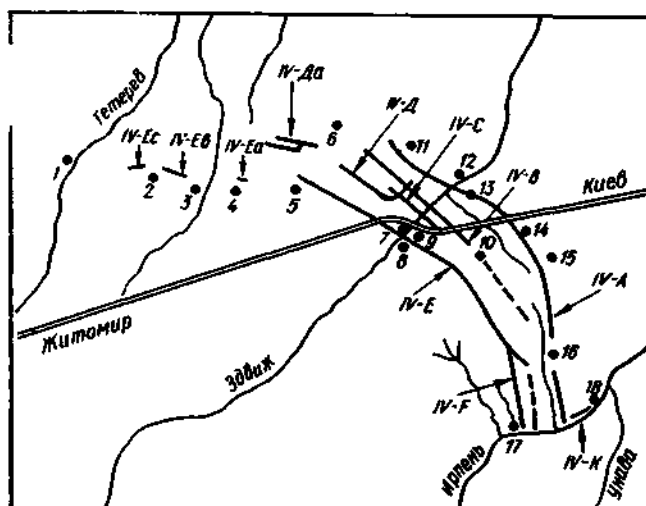 IV-Да
Тетерев
IV-Д
IV-С
IV-Ес
IV-Ев
IV-Еа
6
11
12
1
2
3
4
5
13
IV-В
Киев
7
9
10
14
8
15
IV-Е
IV-А
Житомир
Здвиж
16
IV-F
18
17
IV-К
Ирпень
Унава